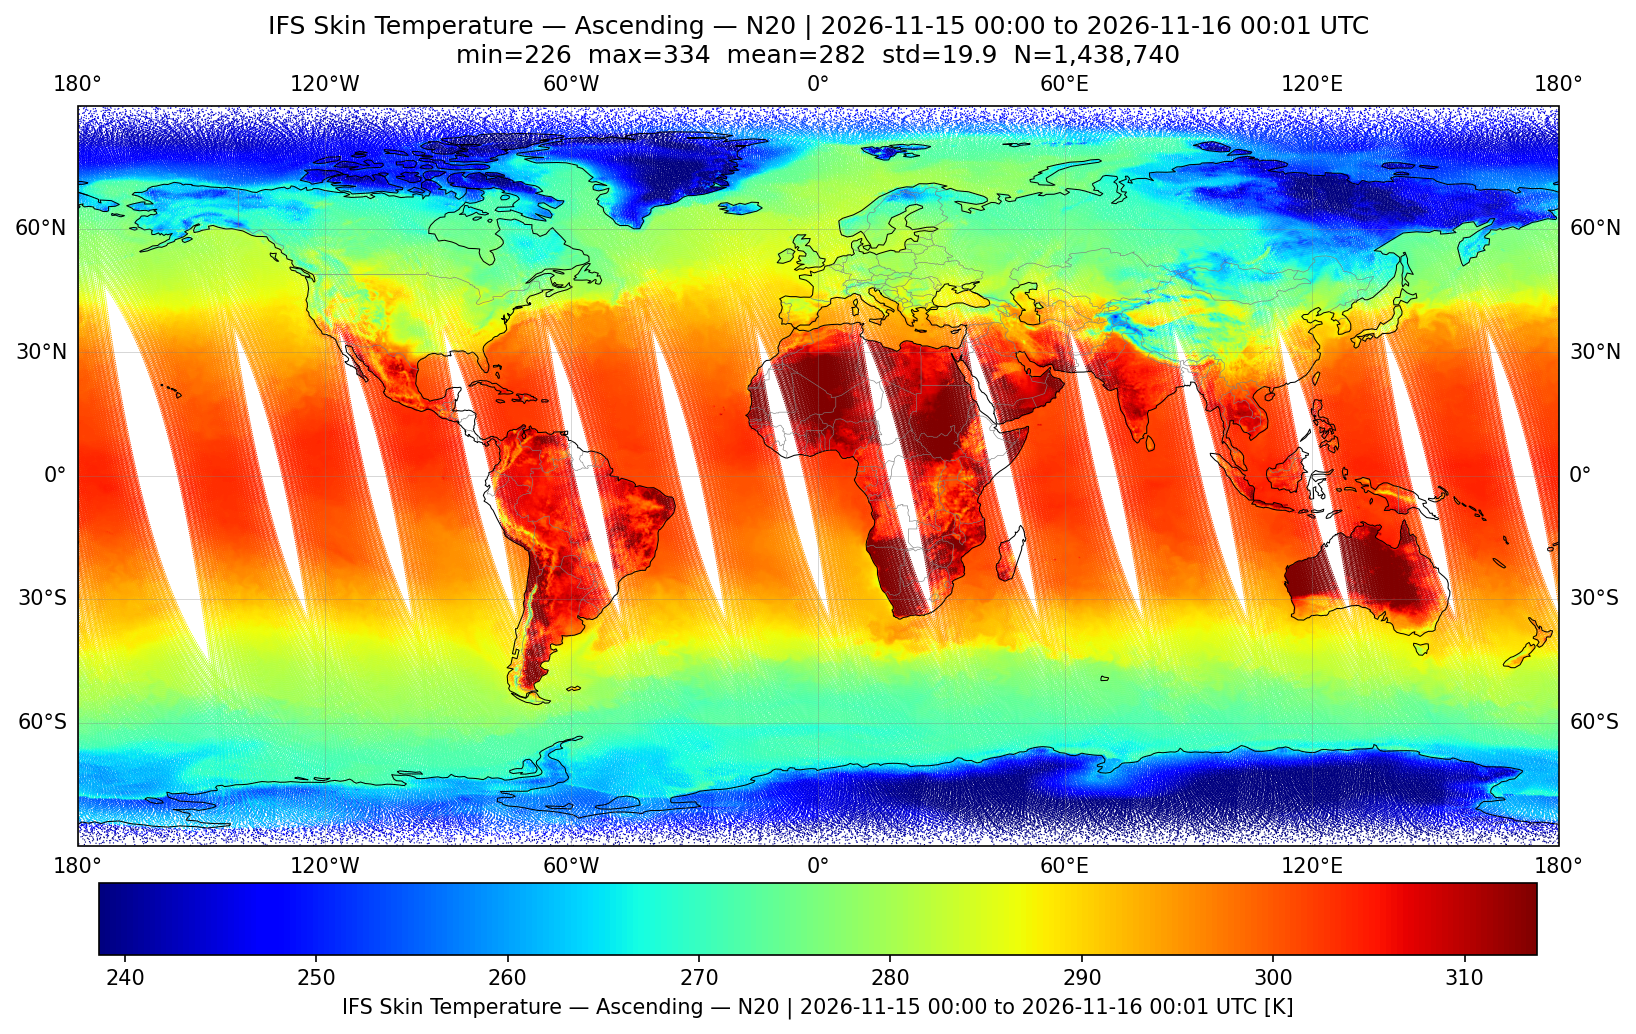 IFS Skin Temperature — Ascending — N20 | 2026-11-15 00:00 to 2026-11-16 00:01 UTC
min=226 max=334 mean=282 std=19.9 N=1,438,740
180° 120°W 60°W 0° 60°E 120°E 180°
60°N 60°N
30°N 30°N
0° 0°
30°S 30°S
60°S 60°S
180° 120°W 60°W 0° 60°E 120°E 180°
240 250 260 270 280 290 300 310
IFS Skin Temperature — Ascending — N20 | 2026-11-15 00:00 to 2026-11-16 00:01 UTC [K]